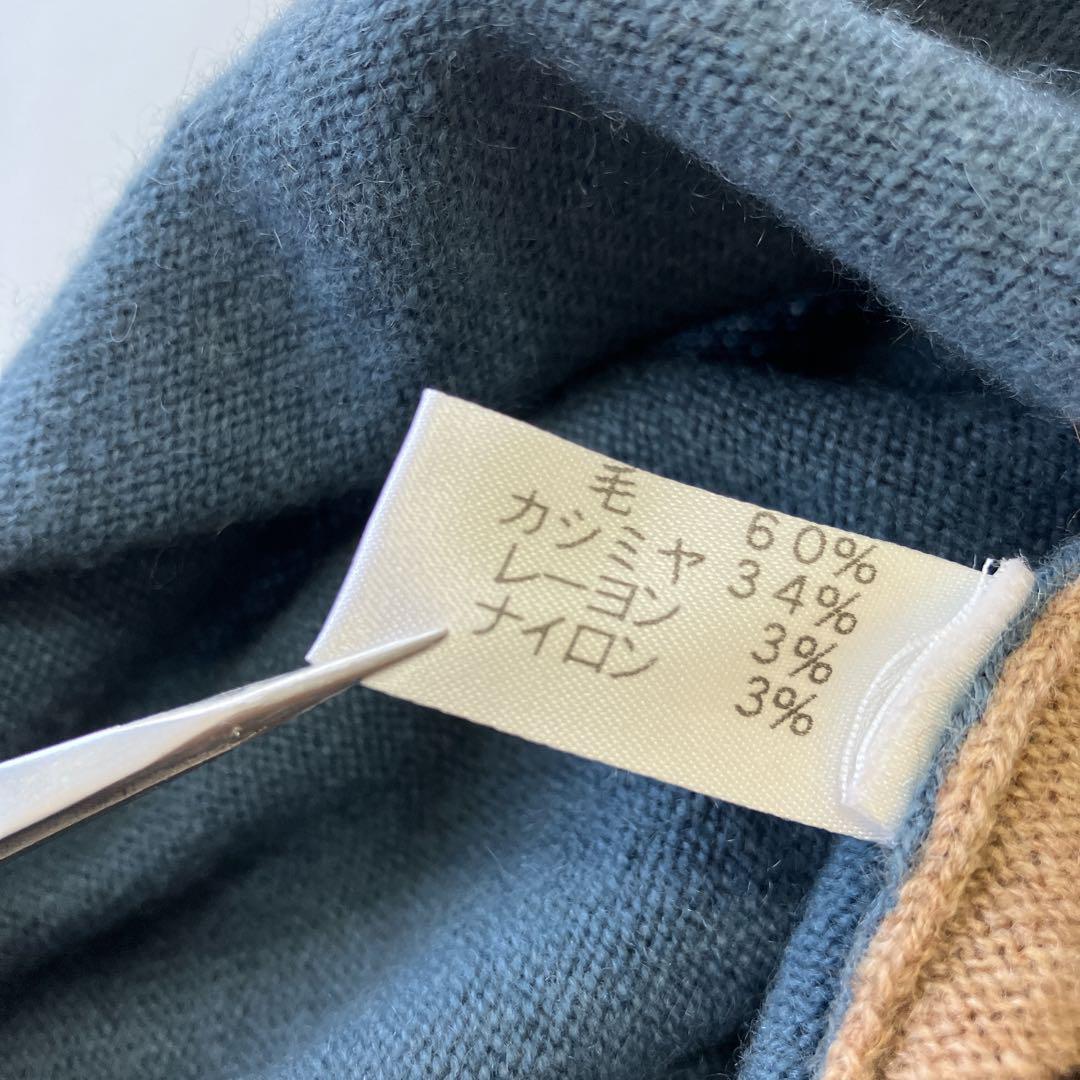 毛 60%
カシミヤ 34%
レーヨン 3%
ナイロン 3%